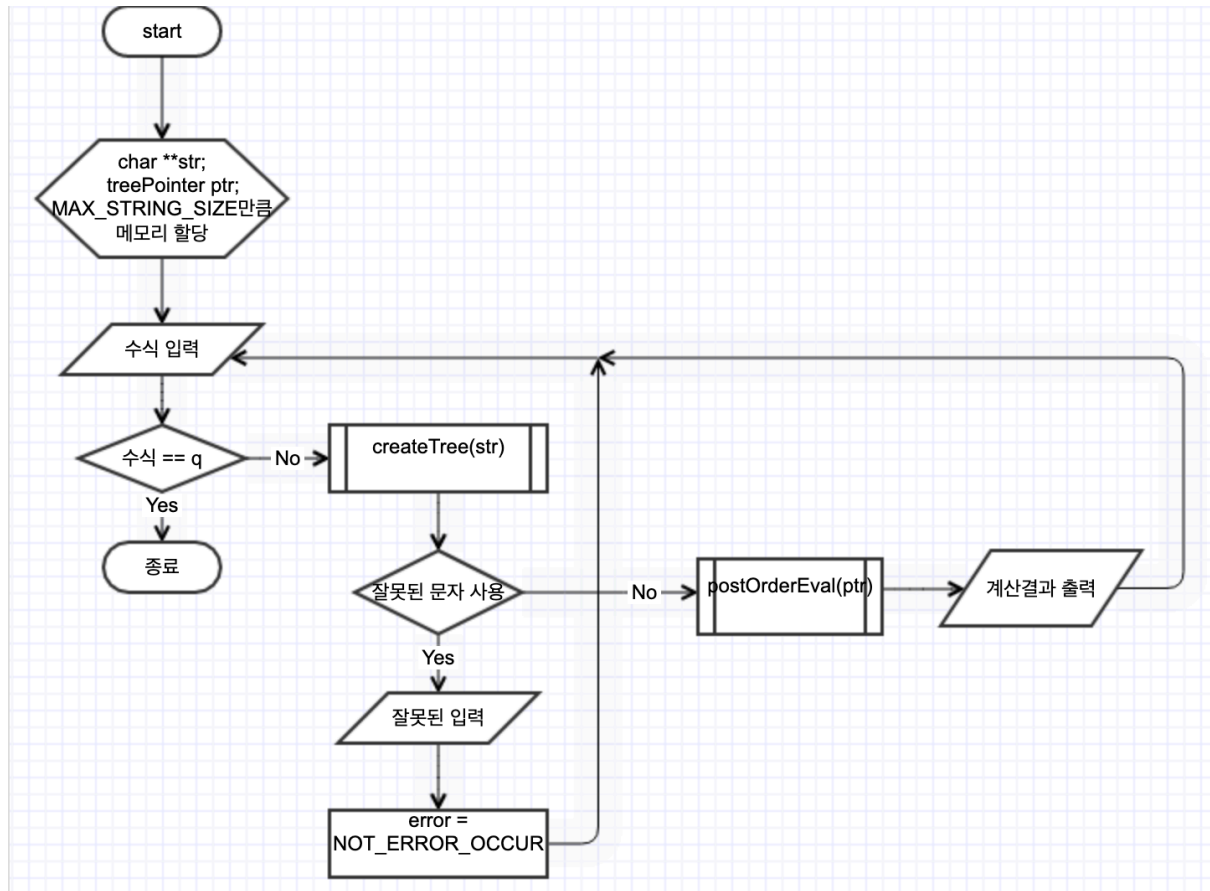 start
char **str;
treePointer ptr;
MAX_STRING_SIZE만큼
메모리 할당
수식 입력
수식 == q
No
createTree(str)
Yes
종료
잘못된 문자 사용
No
postOrderEval(ptr)
계산결과 출력
Yes
잘못된 입력
error =
NOT_ERROR_OCCUR